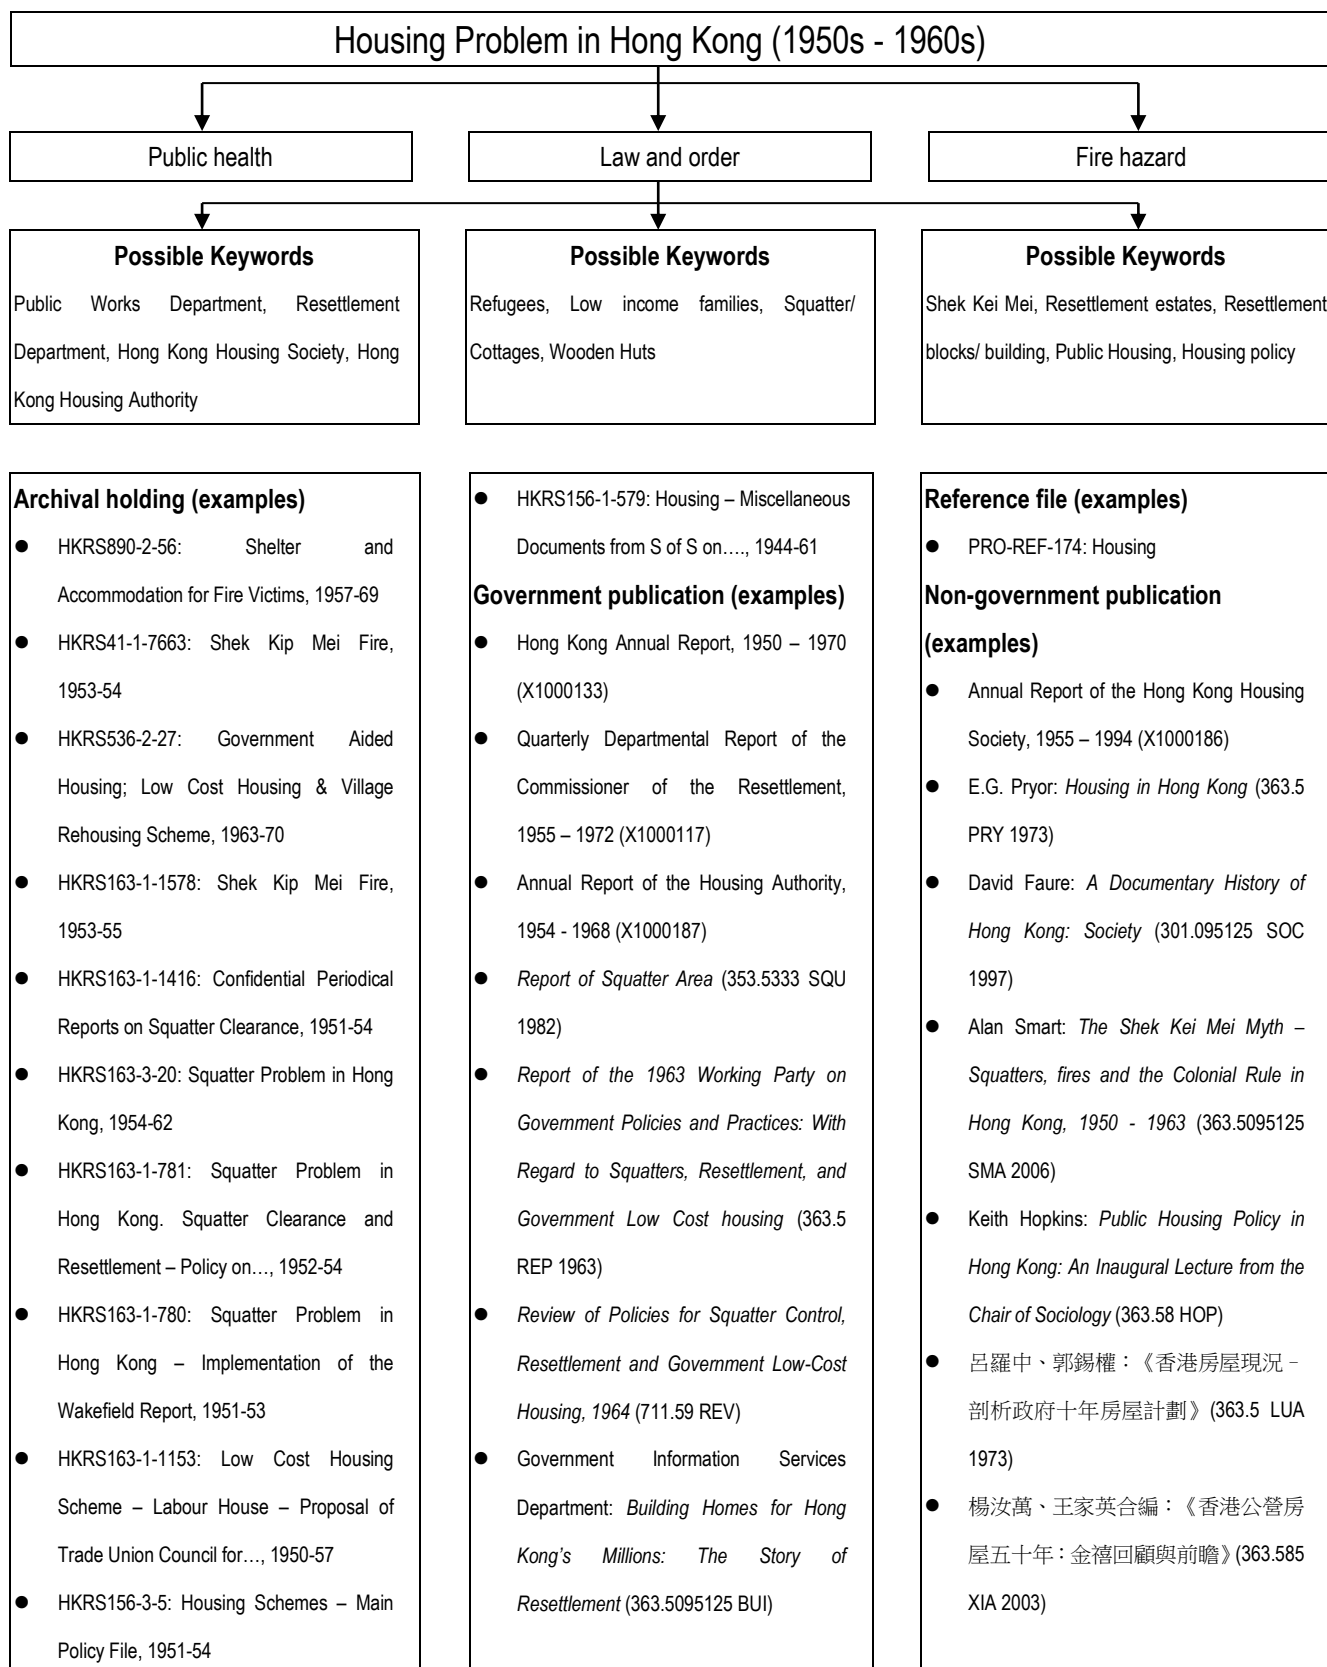 Housing Problem in Hong Kong (1950s - 1960s)
Public health
Law and order
Fire hazard
Possible Keywords
Public Works Department, Resettlement
Department, Hong Kong Housing Society, Hong
Kong Housing Authority
Possible Keywords
Refugees, Low income families, Squatter/
Cottages, Wooden Huts
Possible Keywords
Shek Kei Mei, Resettlement estates, Resettlement
blocks/ building, Public Housing, Housing policy
Archival holding (examples)
● HKRS890-2-56: Shelter and
Accommodation for Fire Victims, 1957-69
● HKRS41-1-7663: Shek Kip Mei Fire,
1953-54
● HKRS536-2-27: Government Aided
Housing; Low Cost Housing & Village
Rehousing Scheme, 1963-70
● HKRS163-1-1578: Shek Kip Mei Fire,
1953-55
● HKRS163-1-1416: Confidential Periodical
Reports on Squatter Clearance, 1951-54
● HKRS163-3-20: Squatter Problem in Hong
Kong, 1954-62
● HKRS163-1-781: Squatter Problem in
Hong Kong. Squatter Clearance and
Resettlement – Policy on…, 1952-54
● HKRS163-1-780: Squatter Problem in
Hong Kong – Implementation of the
Wakefield Report, 1951-53
● HKRS163-1-1153: Low Cost Housing
Scheme – Labour House – Proposal of
Trade Union Council for…, 1950-57
● HKRS156-3-5: Housing Schemes – Main
Policy File, 1951-54
● HKRS156-1-579: Housing – Miscellaneous
Documents from S of S on…., 1944-61
Government publication (examples)
● Hong Kong Annual Report, 1950 – 1970
(X1000133)
● Quarterly Departmental Report of the
Commissioner of the Resettlement,
1955 – 1972 (X1000117)
● Annual Report of the Housing Authority,
1954 - 1968 (X1000187)
● Report of Squatter Area (353.5333 SQU
1982)
● Report of the 1963 Working Party on
Government Policies and Practices: With
Regard to Squatters, Resettlement, and
Government Low Cost housing (363.5
REP 1963)
● Review of Policies for Squatter Control,
Resettlement and Government Low-Cost
Housing, 1964 (711.59 REV)
● Government Information Services
Department: Building Homes for Hong
Kong's Millions: The Story of
Resettlement (363.5095125 BUI)
Reference file (examples)
● PRO-REF-174: Housing
Non-government publication
(examples)
● Annual Report of the Hong Kong Housing
Society, 1955 – 1994 (X1000186)
● E.G. Pryor: Housing in Hong Kong (363.5
PRY 1973)
● David Faure: A Documentary History of
Hong Kong: Society (301.095125 SOC
1997)
● Alan Smart: The Shek Kei Mei Myth –
Squatters, fires and the Colonial Rule in
Hong Kong, 1950 - 1963 (363.5095125
SMA 2006)
● Keith Hopkins: Public Housing Policy in
Hong Kong: An Inaugural Lecture from the
Chair of Sociology (363.58 HOP)
● 呂羅中、郭錫權：《香港房屋現況–
剖析政府十年房屋計劃》(363.5 LUA
1973)
● 楊汝萬、王家英合編：《香港公營房
屋五十年：金禧回顧與前瞻》(363.585
XIA 2003)